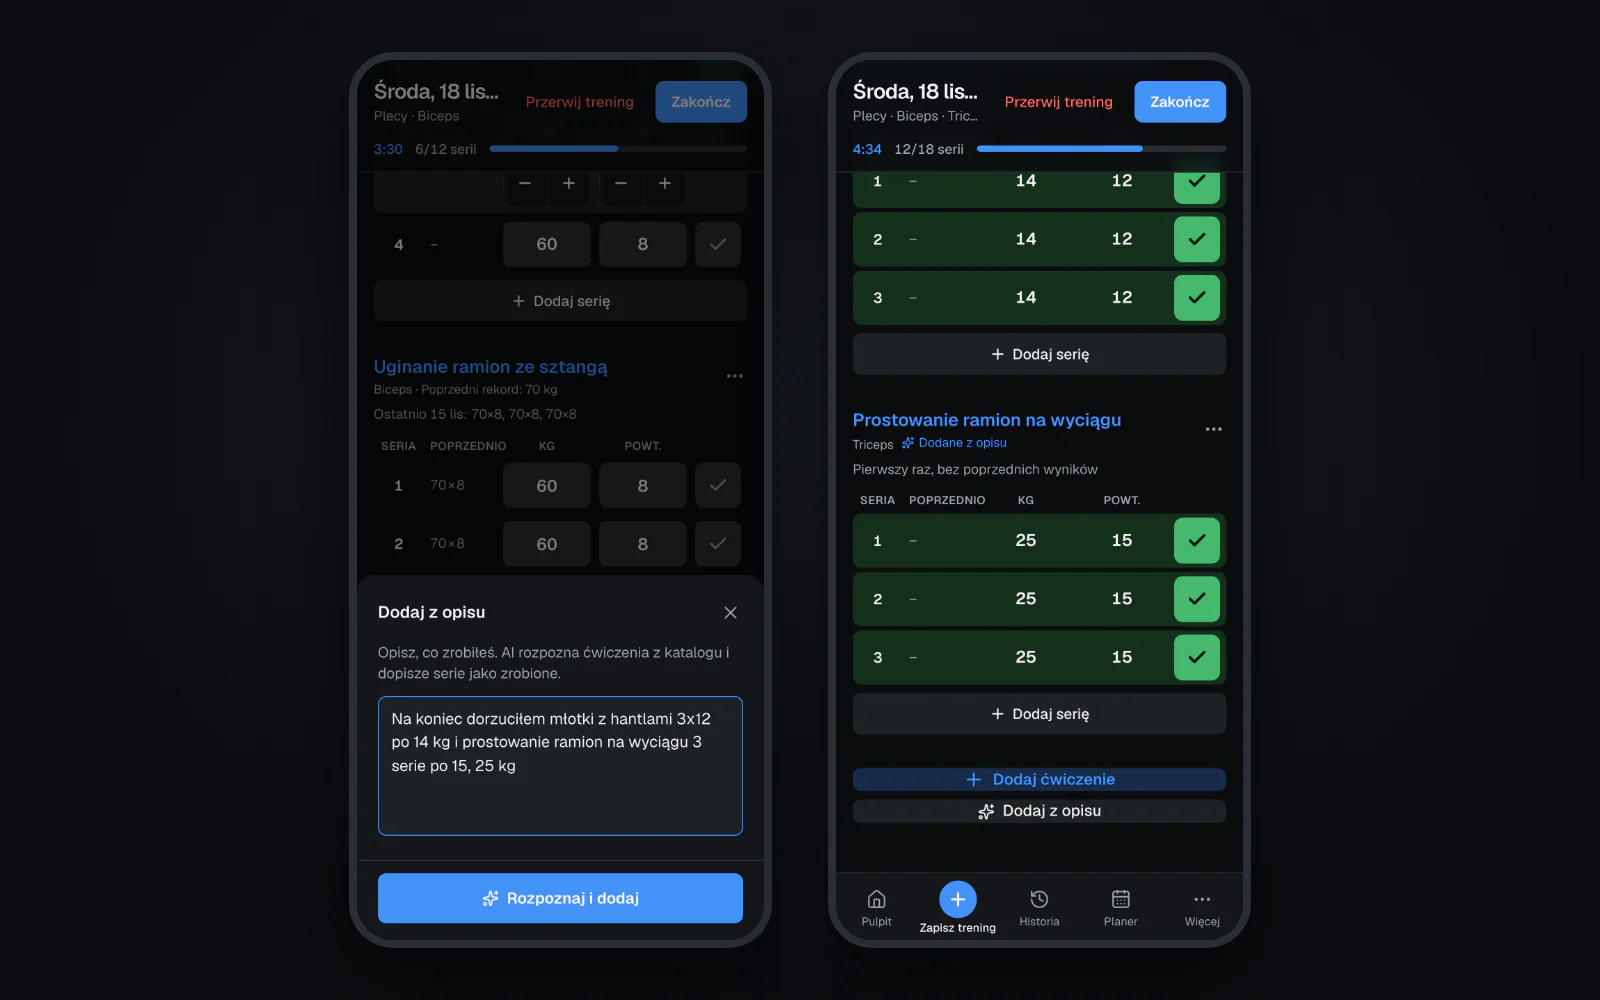 Środa, 18 lis...
Plecy · Biceps
Przerwij trening
Zakończ
3:30 6/12 serii
− + − +
4 – 60 8
+ Dodaj serię
Uginanie ramion ze sztangą
Biceps · Poprzedni rekord: 70 kg
Ostatnio 15 lis: 70×8, 70×8, 70×8
SERIA POPRZEDNIO KG POWT.
1 70×8 60 8
2 70×8 60 8
Dodaj z opisu
Opisz, co zrobiłeś. AI rozpozna ćwiczenia z katalogu i
dopisze serie jako zrobione.
Na koniec dorzuciłem młotki z hantlami 3x12
po 14 kg i prostowanie ramion na wyciągu 3
serie po 15, 25 kg
Rozpoznaj i dodaj
Środa, 18 lis...
Plecy · Biceps · Tric...
Przerwij trening
Zakończ
4:34 12/18 serii
1 – 14 12
2 – 14 12
3 – 14 12
+ Dodaj serię
Prostowanie ramion na wyciągu
Triceps Dodane z opisu
Pierwszy raz, bez poprzednich wyników
SERIA POPRZEDNIO KG POWT.
1 – 25 15
2 – 25 15
3 – 25 15
+ Dodaj serię
+ Dodaj ćwiczenie
Dodaj z opisu
Pulpit
Zapisz trening
Historia
Planer
Więcej